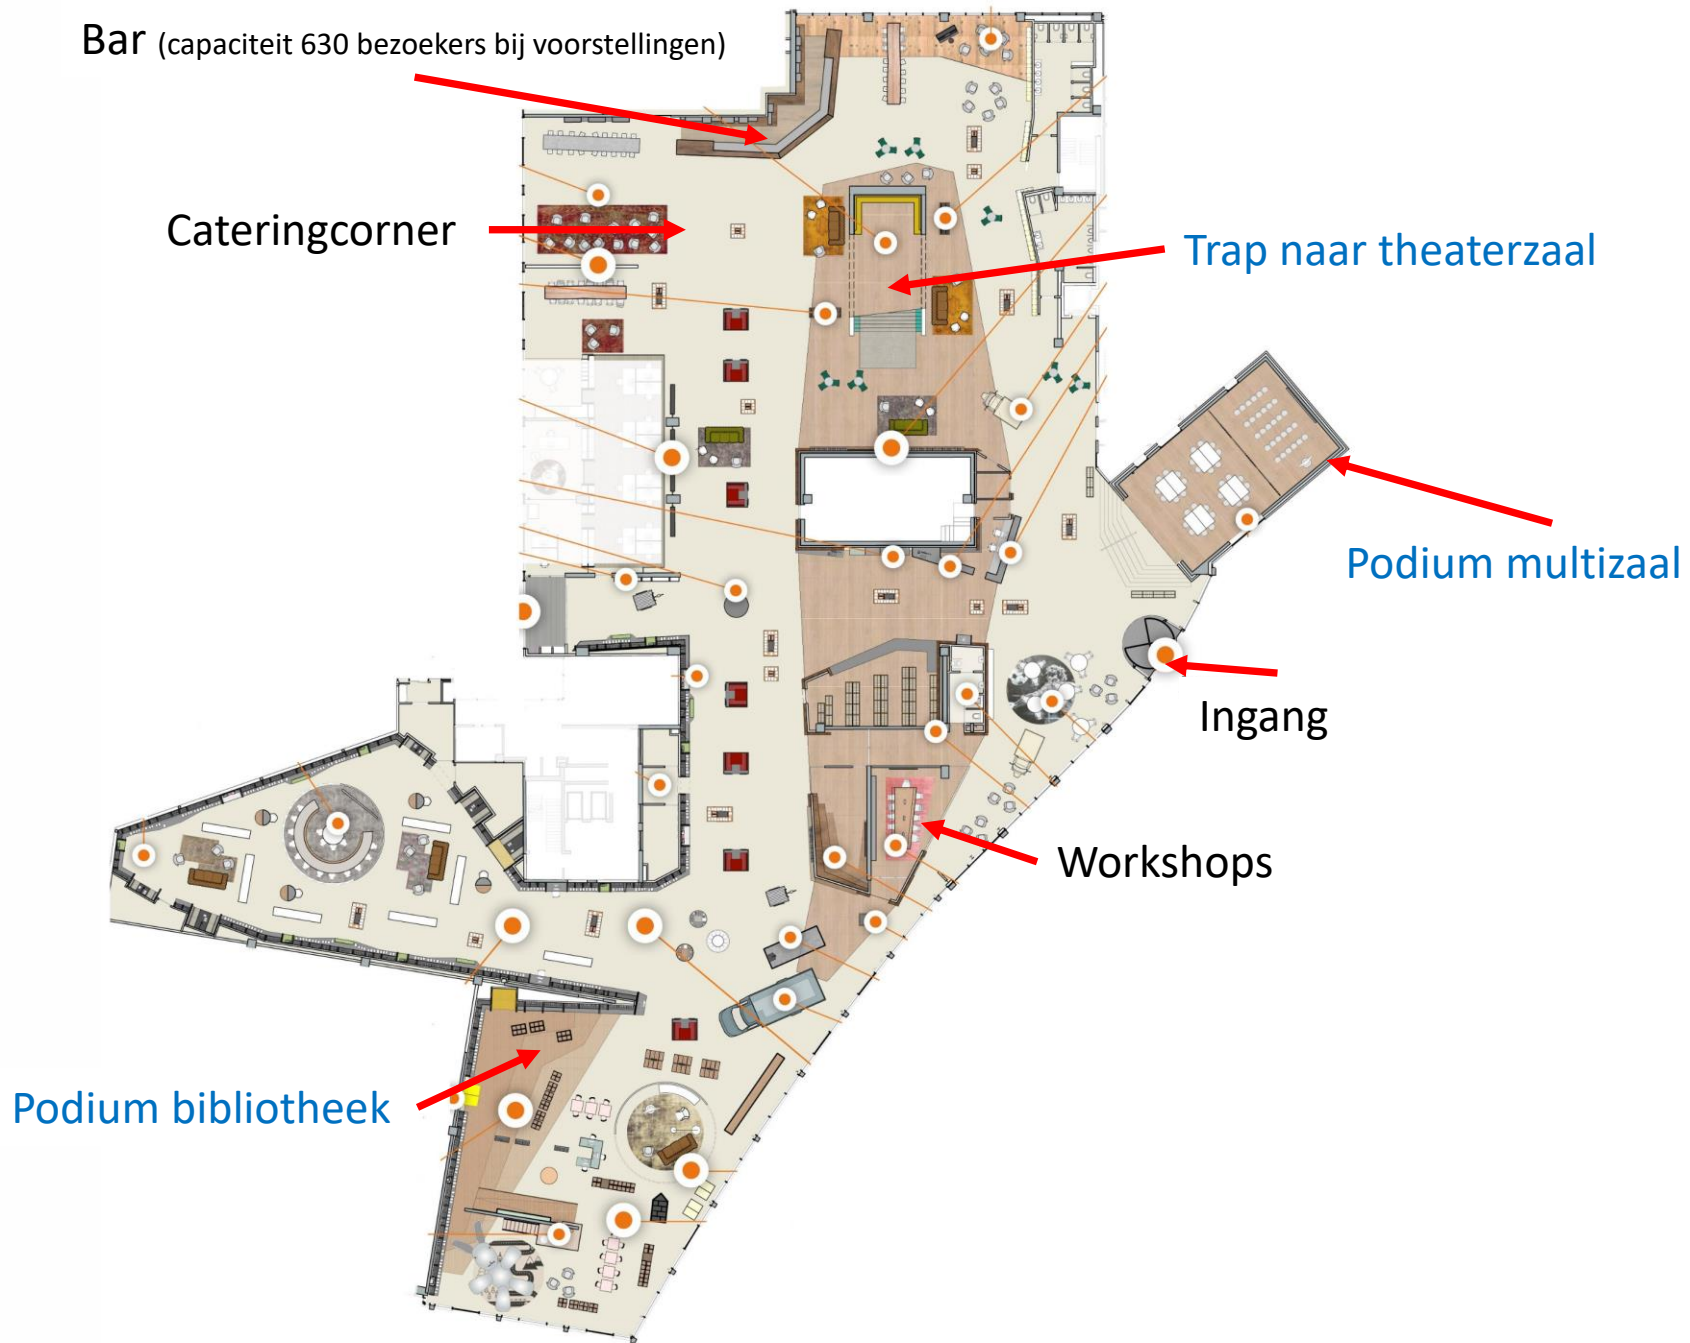 Bar (capaciteit 630 bezoekers bij voorstellingen)
Cateringcorner
Trap naar theaterzaal
Podium multizaal
Ingang
Workshops
Podium bibliotheek